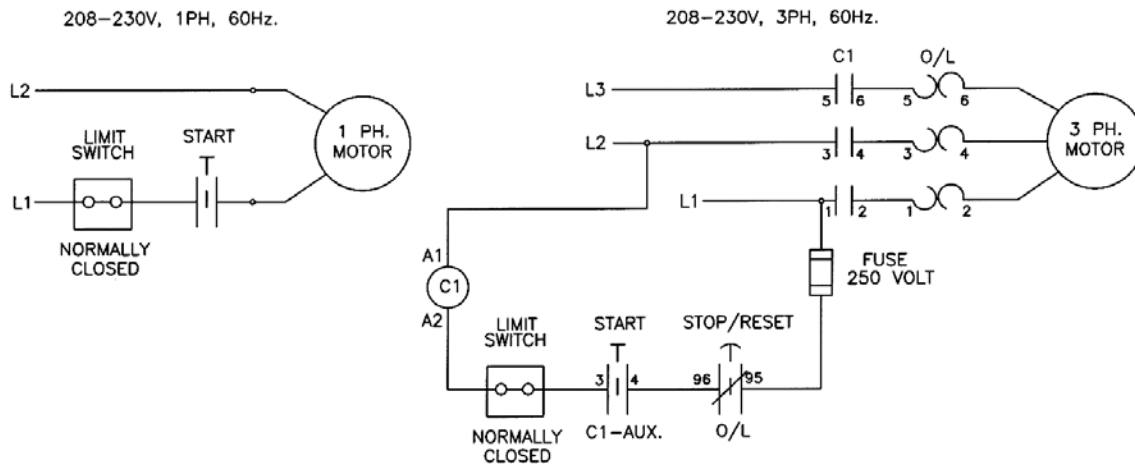 208-230V, 1PH, 60Hz.
L2
LIMIT
SWITCH
START
1 PH.
MOTOR
L1
NORMALLY
CLOSED
208-230V, 3PH, 60Hz.
C1
O/L
L3
5
6
5
6
L2
3
4
3
4
3 PH.
MOTOR
L1
1
2
1
2
FUSE
250 VOLT
A1
C1
A2
LIMIT
SWITCH
START
STOP/RESET
3
4
96
95
NORMALLY
CLOSED
C1-AUX.
O/L